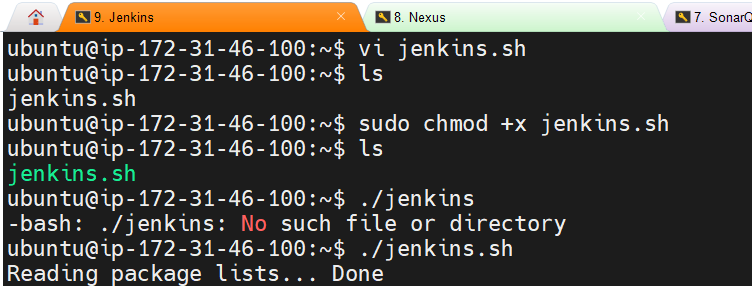 9. Jenkins
8. Nexus
7. SonarQ
ubuntu@ip-172-31-46-100:~$ vi jenkins.sh
ubuntu@ip-172-31-46-100:~$ ls
jenkins.sh
ubuntu@ip-172-31-46-100:~$ sudo chmod +x jenkins.sh
ubuntu@ip-172-31-46-100:~$ ls
jenkins.sh
ubuntu@ip-172-31-46-100:~$ ./jenkins
-bash: ./jenkins: No such file or directory
ubuntu@ip-172-31-46-100:~$ ./jenkins.sh
Reading package lists... Done